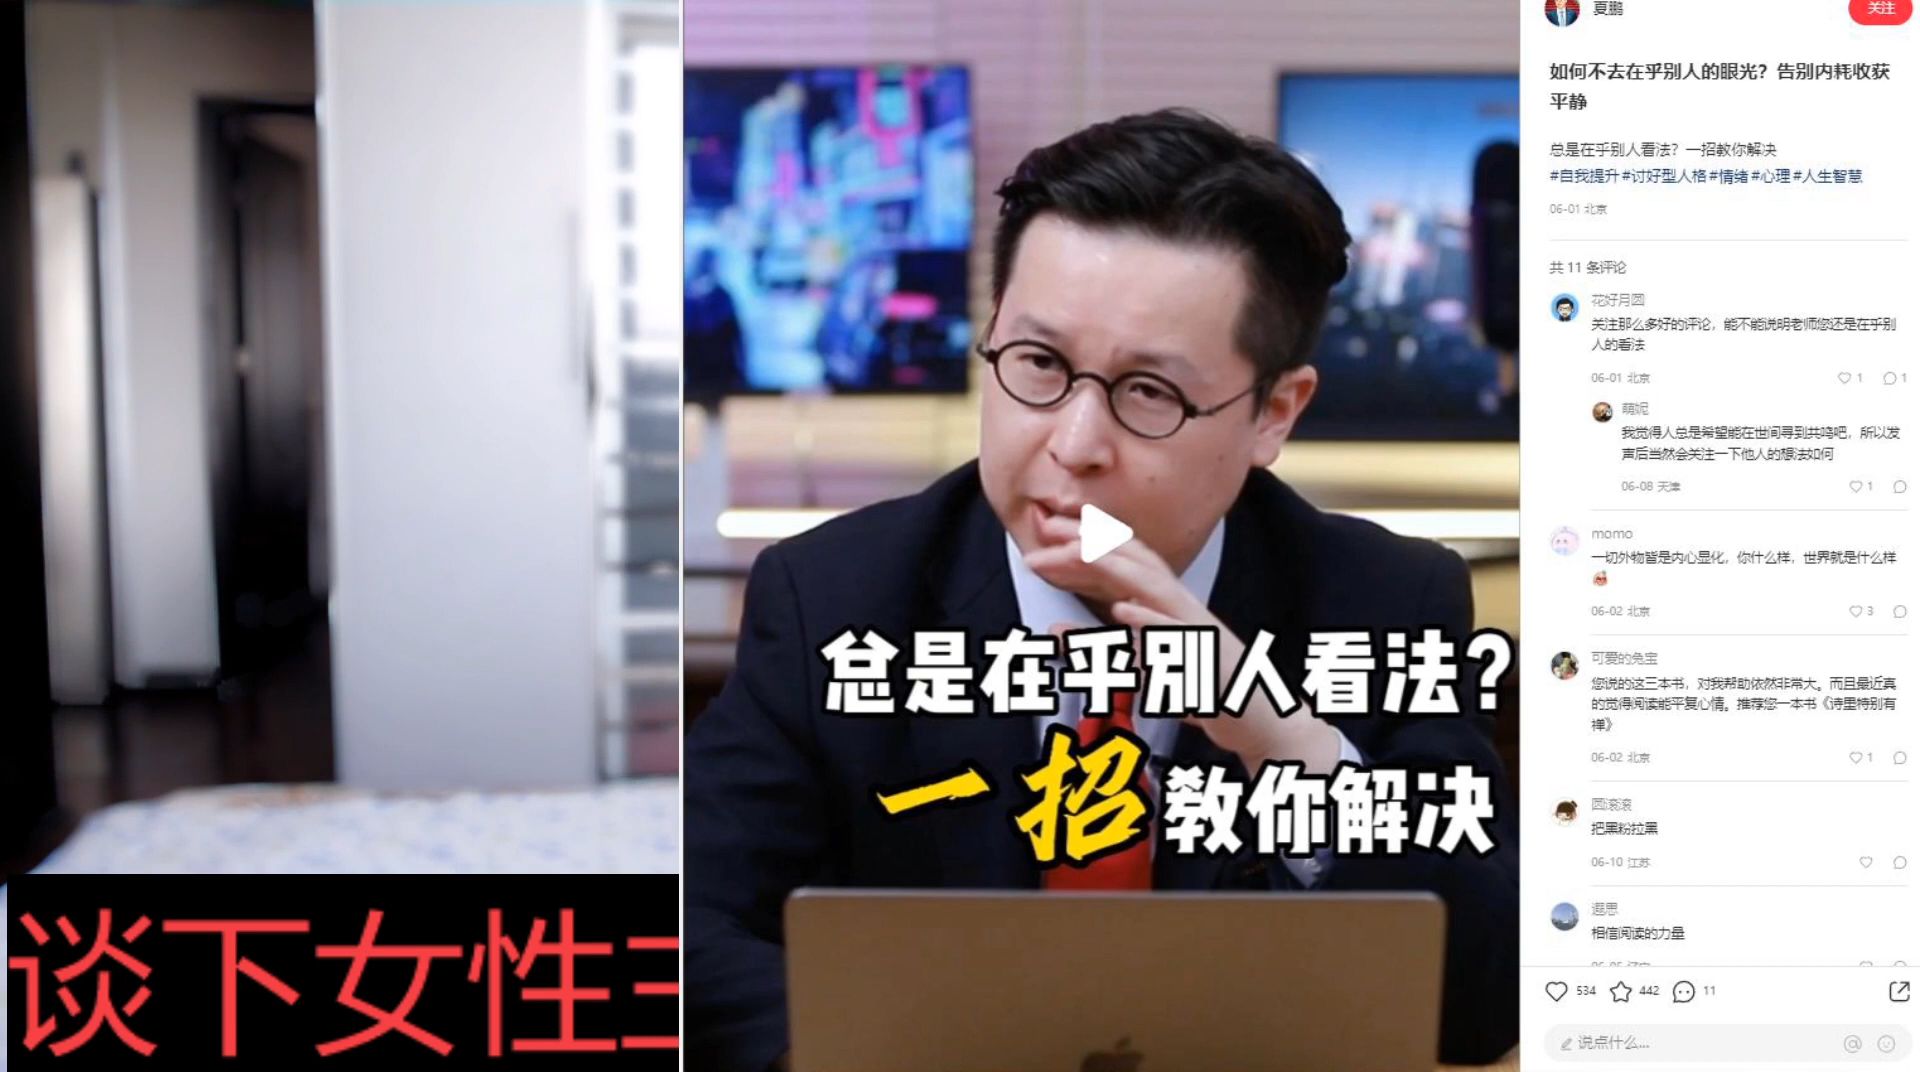 谈下女性
总是在乎别人看法?
一招教你解决
夏鹏
关注
如何不去在乎别人的眼光？告别内耗收获
平静
总是在乎别人看法？一招教你解决
#自我提升 #讨好型人格 #情绪 #心理 #人生智慧
06-01 北京
共 11 条评论
花好月圆
关注那么多好的评论，能不能说明老师您还是在乎别
人的看法
06-01 北京
1
1
萌妮
我觉得人总是希望能在世间寻到共鸣吧，所以发
声后当然会关注一下他人的想法如何
06-08 天津
1
momo
一切外物皆是内心显化，你什么样，世界就是什么样
06-02 北京
3
可爱的兔宝
您说的这三本书，对我帮助依然非常大。而且最近真
的觉得阅读能平复心情。推荐您一本书《诗里特别有
禅》
06-02 北京
1
圆滚滚
把黑粉拉黑
06-10 江苏
遐思
相信阅读的力量
534
442
11
说点什么...